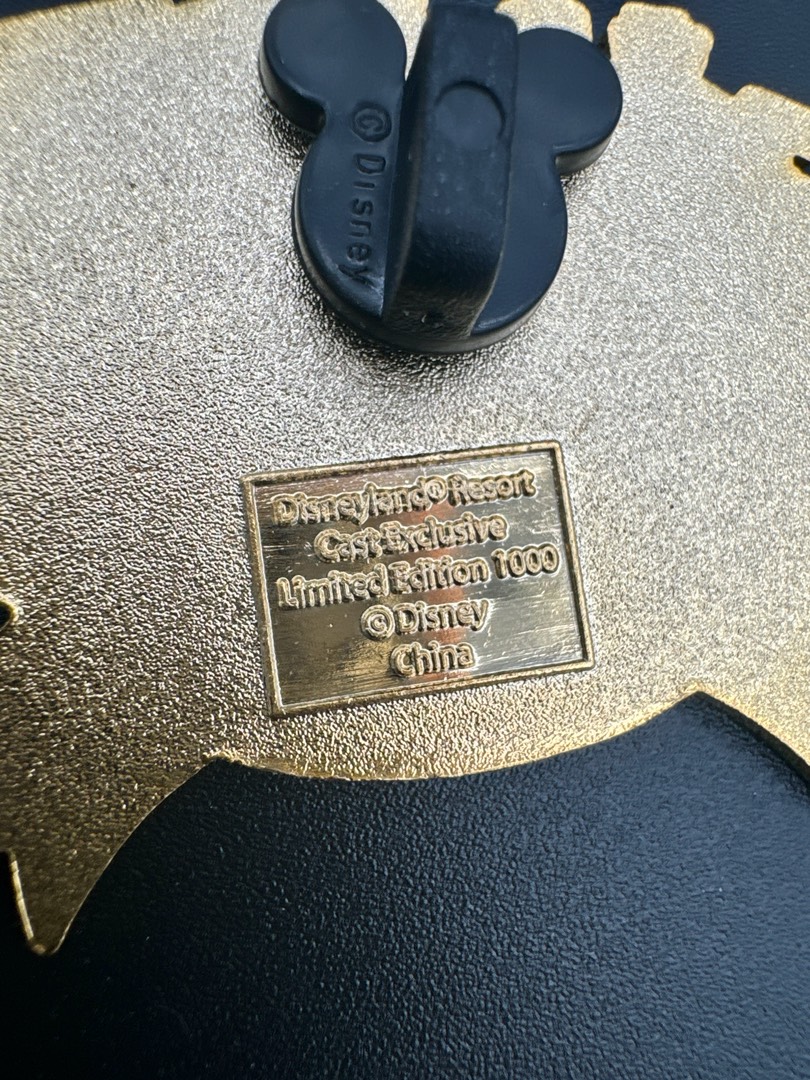 ©Disney
Disneyland® Resort
Cast Exclusive
Limited Edition 1000
©Disney
China